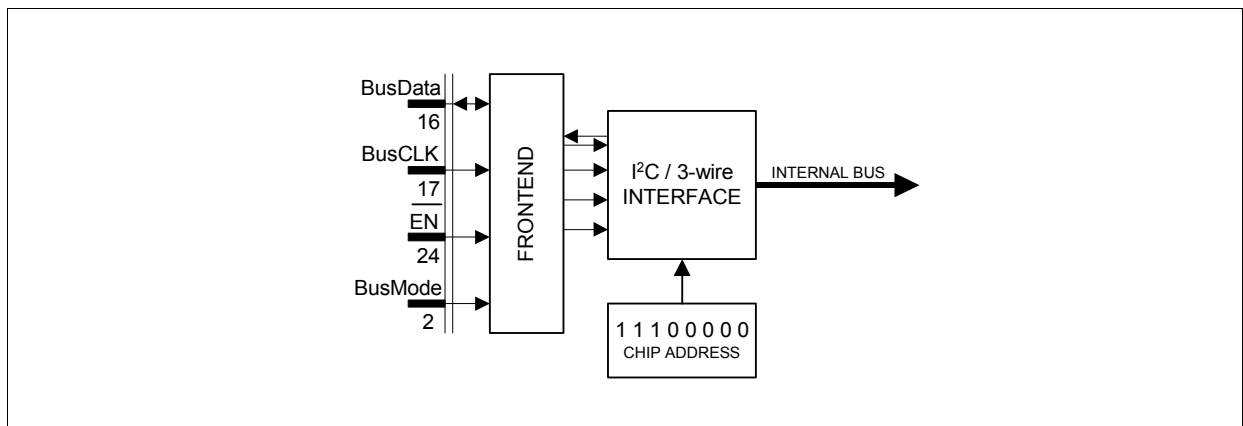 BusData
16
BusCLK
17
EN
24
BusMode
2
FRONTEND
I²C / 3-wire
INTERFACE
INTERNAL BUS
1 1 1 0 0 0 0 0
CHIP ADDRESS